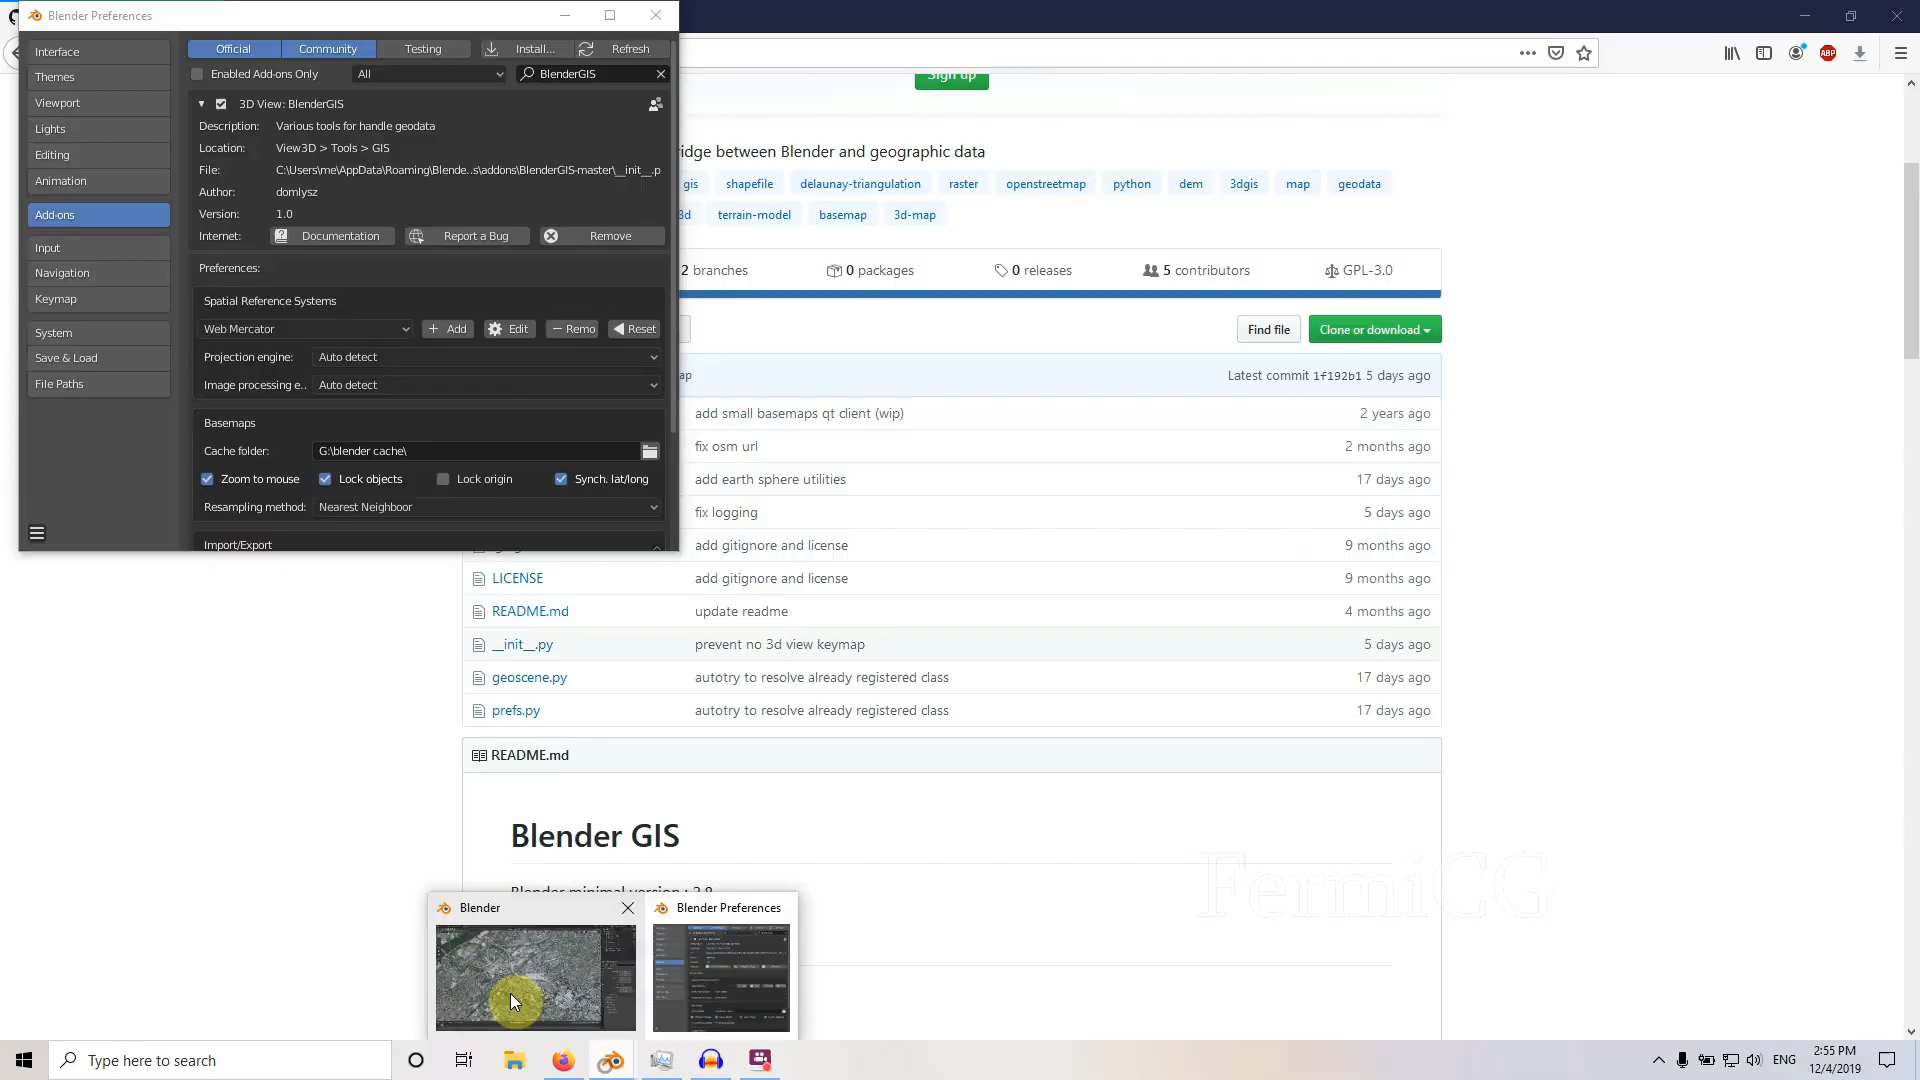 Blender Preferences
Interface
Themes
Viewport
Lights
Editing
Animation
Add-ons
Input
Navigation
Keymap
System
Save & Load
File Paths
Official Community Testing Install... Refresh
Enabled Add-ons Only All BlenderGIS
3D View: BlenderGIS
Description: Various tools for handle geodata
Location: View3D > Tools > GIS
File: C:\Users\me\AppData\Roaming\Blende..s\addons\BlenderGIS-master\__init__.p
Author: domlysz
Version: 1.0
Internet: Documentation Report a Bug Remove
Preferences:
Spatial Reference Systems
Web Mercator Add Edit Remo Reset
Projection engine: Auto detect
Image processing e.. Auto detect
Basemaps
Cache folder: G:\blender cache\
Zoom to mouse Lock objects Lock origin Synch. lat/long
Resampling method: Nearest Neighboor
Import/Export
ABP
Sign up
ridge between Blender and geographic data
gis shapefile delaunay-triangulation raster openstreetmap python dem 3dgis map geodata
3d terrain-model basemap 3d-map
2 branches 0 packages 0 releases 5 contributors GPL-3.0
Find file Clone or download
ap Latest commit 1f192b1 5 days ago
add small basemaps qt client (wip) 2 years ago
fix osm url 2 months ago
add earth sphere utilities 17 days ago
fix logging 5 days ago
add gitignore and license 9 months ago
LICENSE add gitignore and license 9 months ago
README.md update readme 4 months ago
__init__.py prevent no 3d view keymap 5 days ago
geoscene.py autotry to resolve already registered class 17 days ago
prefs.py autotry to resolve already registered class 17 days ago
README.md
Blender GIS
Blender minimal version : 2.8
FermiCG
Blender Blender Preferences
Type here to search
ENG
2:55 PM
12/4/2019